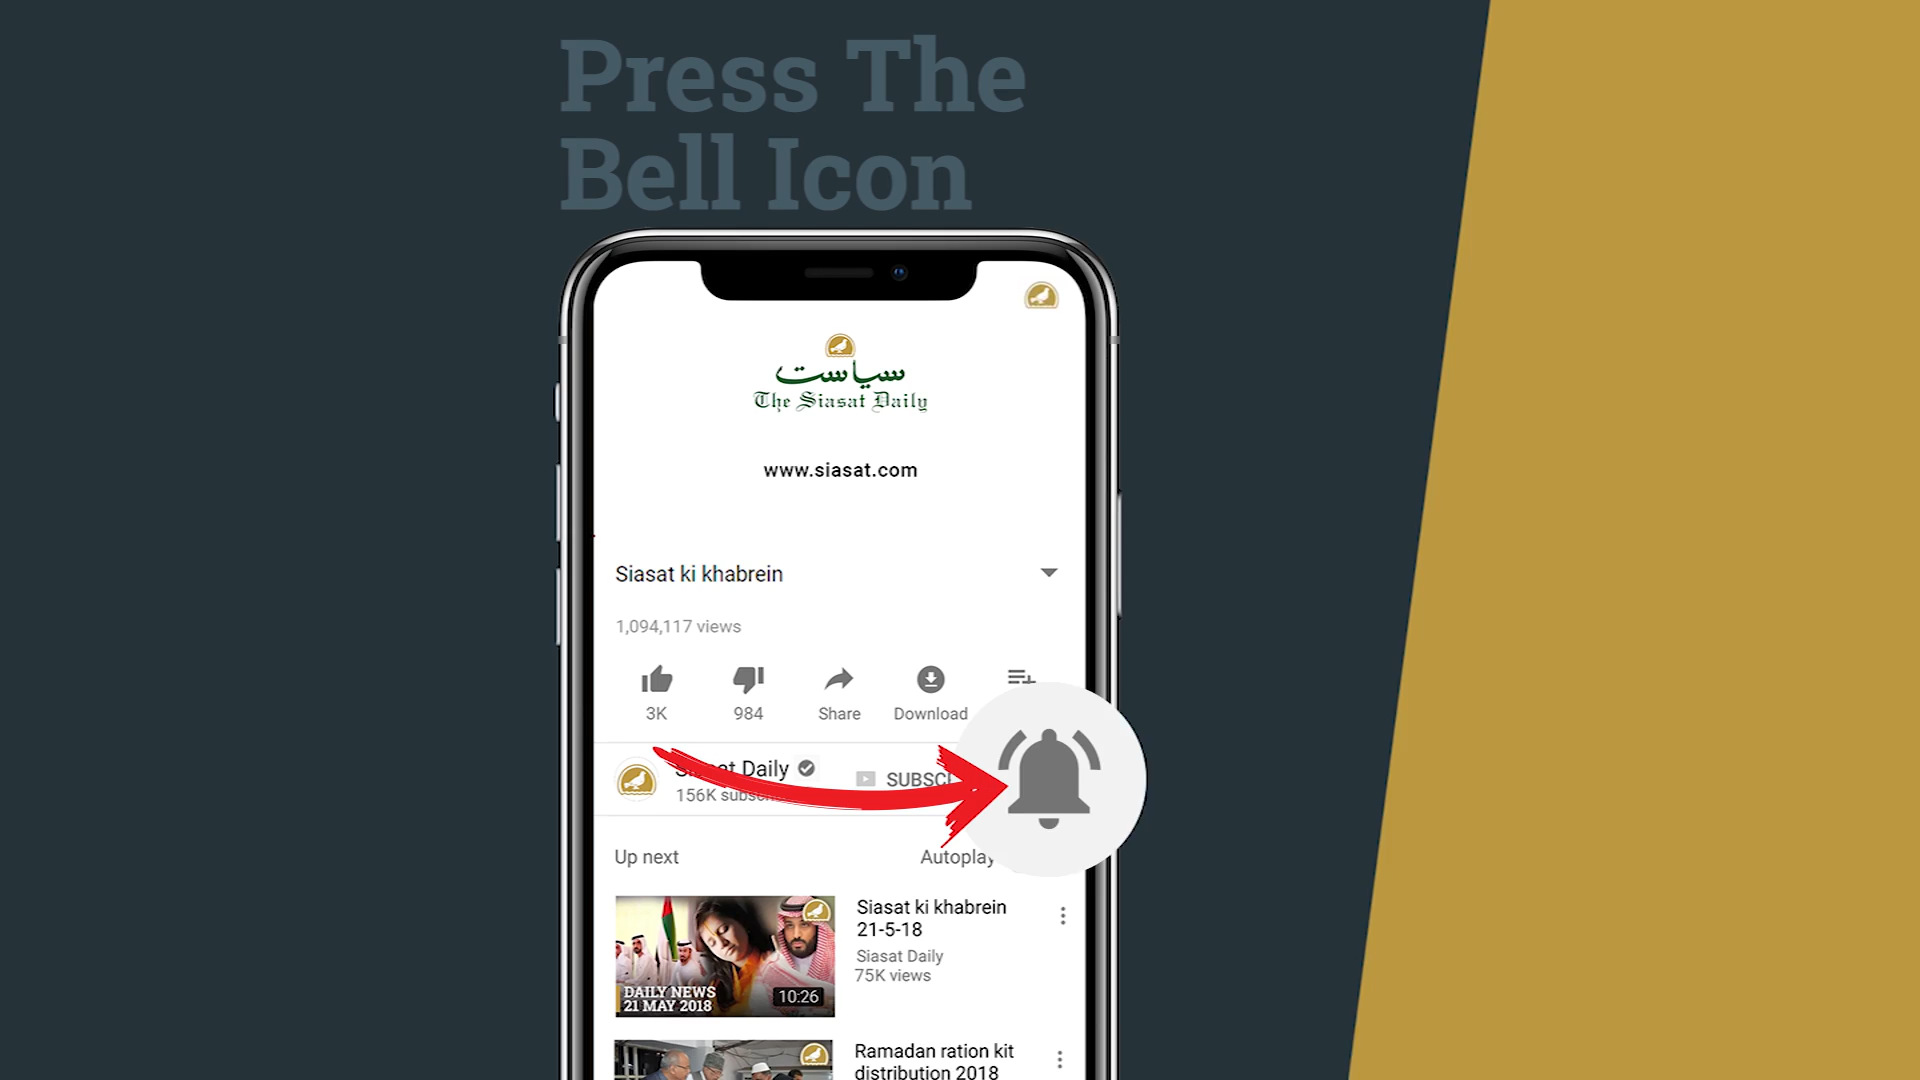 Press The
Bell Icon
سیاست
The Siasat Daily
www.siasat.com
Siasat ki khabrein
1,094,117 views
3K
984
Share
Download
Siasat Daily
SUBSC
156K
Up next
Autoplay
Siasat ki khabrein
21-5-18
Siasat Daily
75K views
DAILY NEWS
21 MAY 2018
10:26
Ramadan ration kit
distribution 2018